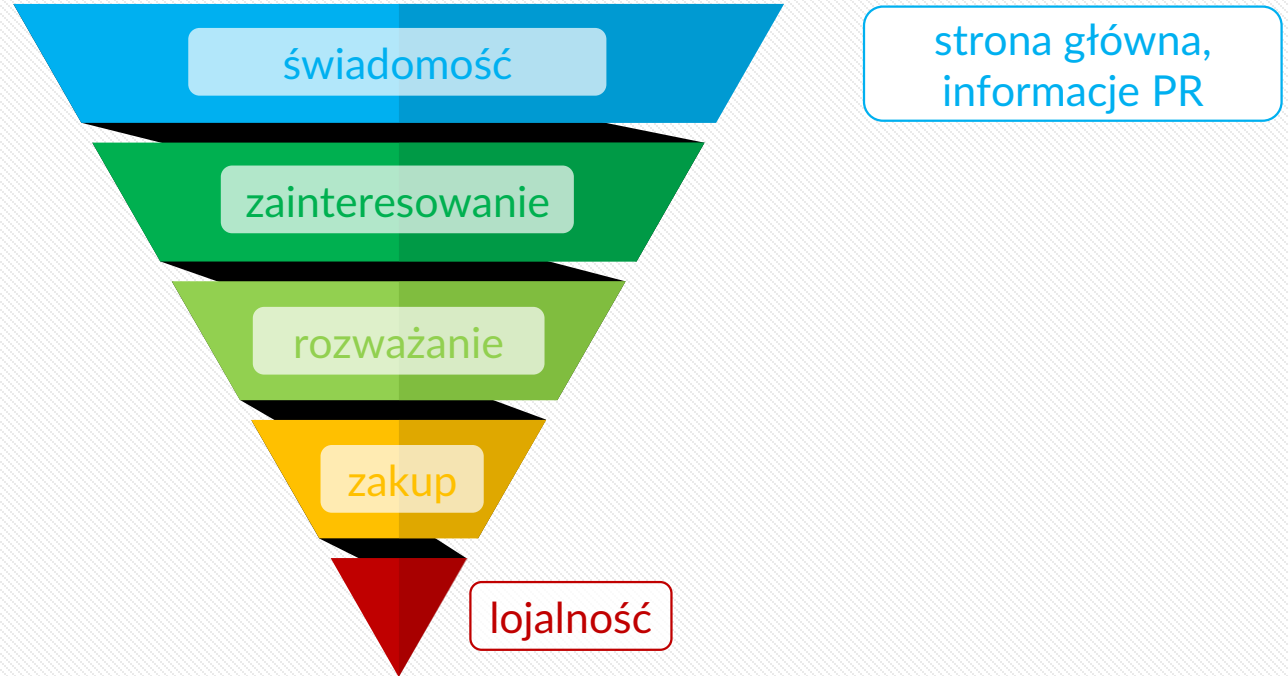 świadomość
strona główna,
informacje PR
zainteresowanie
rozważanie
zakup
lojalność